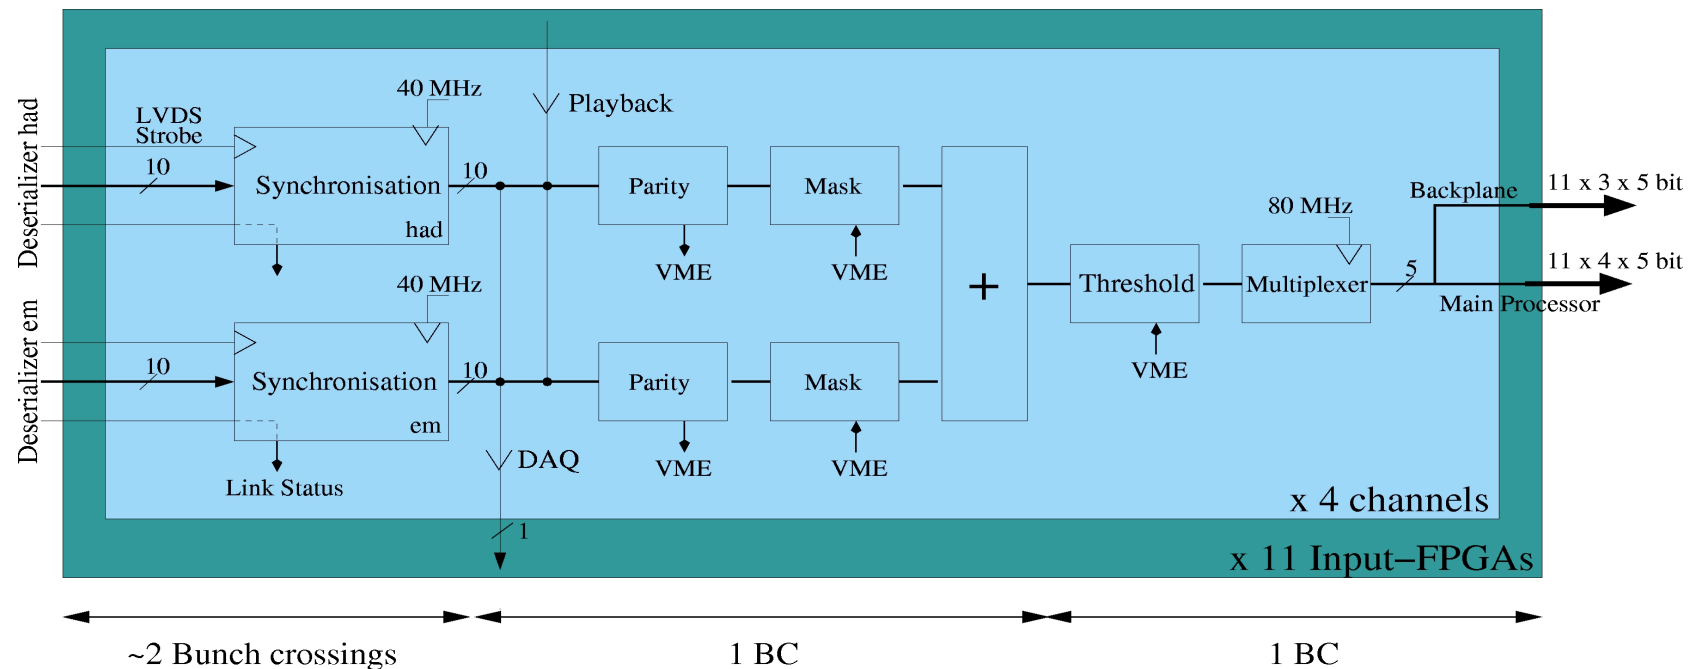 40 MHz
LVDS
Strobe
Playback
Deserializer had
10
Synchronisation
had
10
Parity
Mask
VME
VME
40 MHz
80 MHz
Backplane
11 x 3 x 5 bit
+
Threshold
Multiplexer
5
11 x 4 x 5 bit
Main Processor
VME
Deserializer em
10
Synchronisation
em
10
Parity
Mask
VME
VME
Link Status
DAQ
1
x 4 channels
x 11 Input–FPGAs
~2 Bunch crossings
1 BC
1 BC